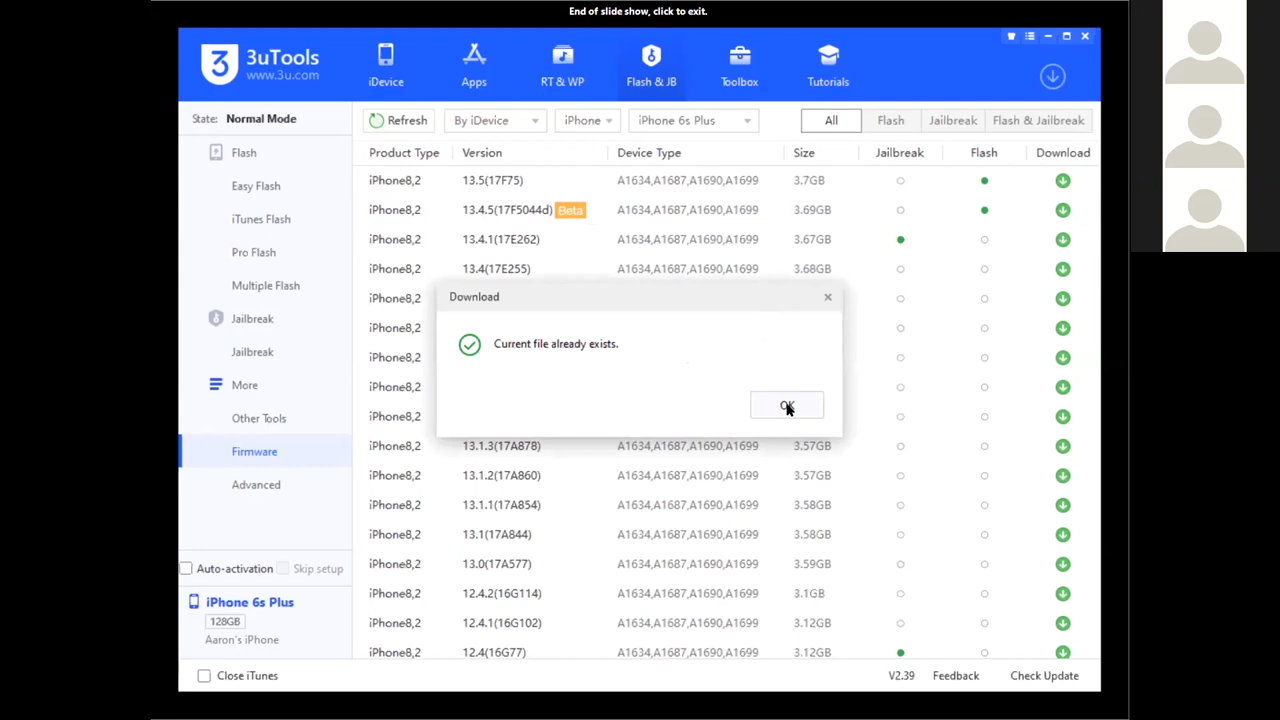 End of slide show, click to exit.
3 3uTools
www.3u.com
iDevice Apps RT & WP Flash & JB Toolbox Tutorials
State: Normal Mode
Refresh By iDevice iPhone iPhone 6s Plus All Flash Jailbreak Flash & Jailbreak
Product Type Version Device Type Size Jailbreak Flash Download
Flash
Easy Flash
iTunes Flash
Pro Flash
Multiple Flash
Jailbreak
Jailbreak
More
Other Tools
Firmware
Advanced
iPhone8,2 13.5(17F75) A1634,A1687,A1690,A1699 3.7GB
iPhone8,2 13.4.5(17F5044d) Beta A1634,A1687,A1690,A1699 3.69GB
iPhone8,2 13.4.1(17E262) A1634,A1687,A1690,A1699 3.67GB
iPhone8,2 13.4(17E255) A1634,A1687,A1690,A1699 3.68GB
iPhone8,2
iPhone8,2
iPhone8,2
iPhone8,2
iPhone8,2
Download
Current file already exists.
OK
iPhone8,2 13.1.3(17A878) A1634,A1687,A1690,A1699 3.57GB
iPhone8,2 13.1.2(17A860) A1634,A1687,A1690,A1699 3.57GB
iPhone8,2 13.1.1(17A854) A1634,A1687,A1690,A1699 3.58GB
iPhone8,2 13.1(17A844) A1634,A1687,A1690,A1699 3.58GB
iPhone8,2 13.0(17A577) A1634,A1687,A1690,A1699 3.59GB
iPhone8,2 12.4.2(16G114) A1634,A1687,A1690,A1699 3.1GB
iPhone8,2 12.4.1(16G102) A1634,A1687,A1690,A1699 3.12GB
iPhone8,2 12.4(16G77) A1634,A1687,A1690,A1699 3.12GB
Auto-activation Skip setup
iPhone 6s Plus
128GB
Aaron's iPhone
Close iTunes V2.39 Feedback Check Update